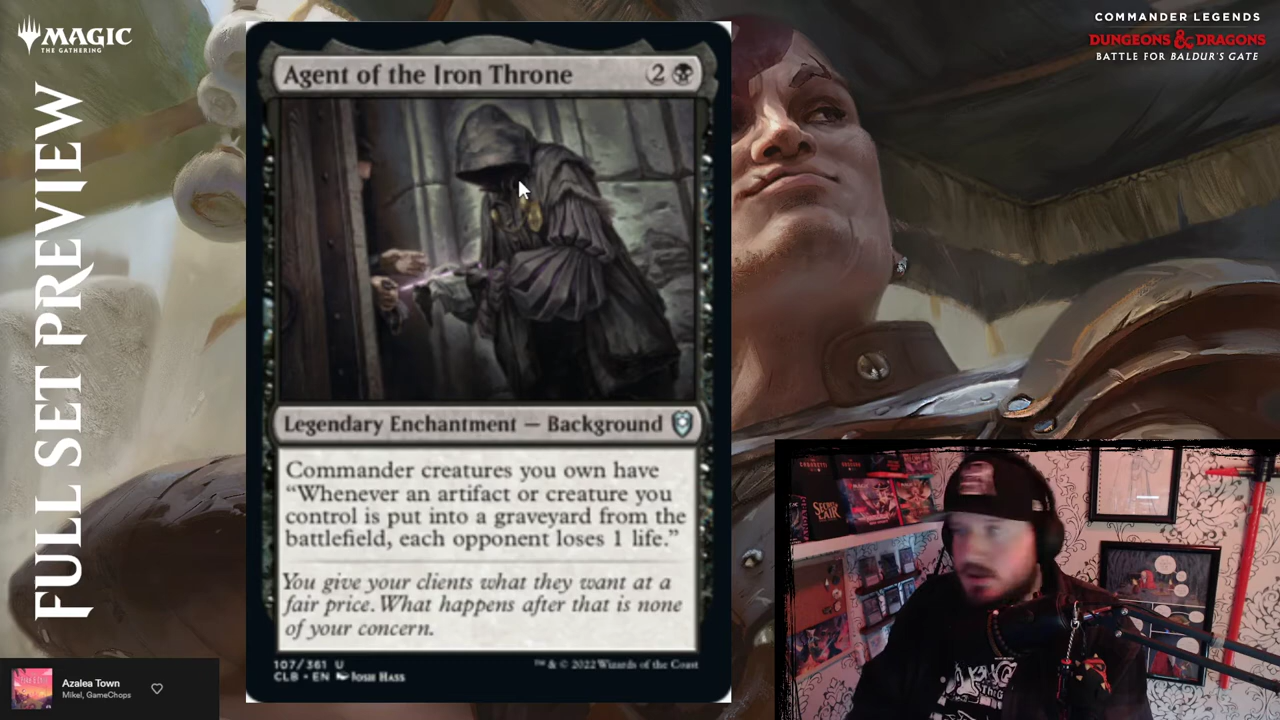 MAGIC
THE GATHERING
FULL SET PREVIEW
COMMANDER LEGENDS
DUNGEONS & DRAGONS
BATTLE FOR BALDUR'S GATE
Agent of the Iron Throne 2
Legendary Enchantment — Background
Commander creatures you own have
“Whenever an artifact or creature you
control is put into a graveyard from the
battlefield, each opponent loses 1 life.”
You give your clients what they want at a
fair price. What happens after that is none
of your concern.
107/361 U
CLB • EN Josh Hass
™ & © 2022 Wizards of the Coast
SECRET
LAIR
Azalea Town
Mikel, GameChops